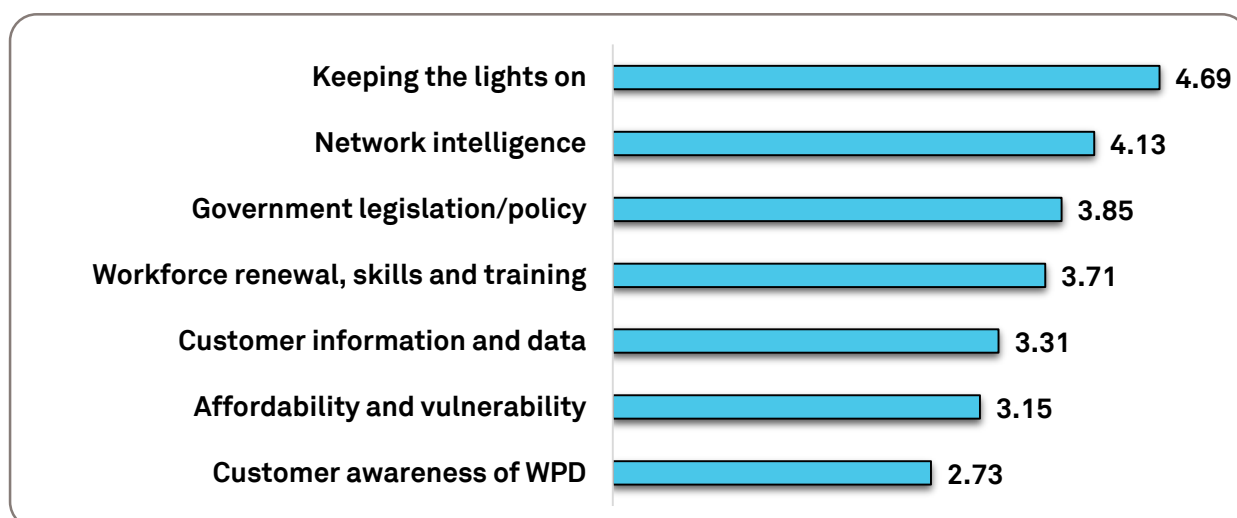 Keeping the lights on 4.69
Network intelligence 4.13
Government legislation/policy 3.85
Workforce renewal, skills and training 3.71
Customer information and data 3.31
Affordability and vulnerability 3.15
Customer awareness of WPD 2.73